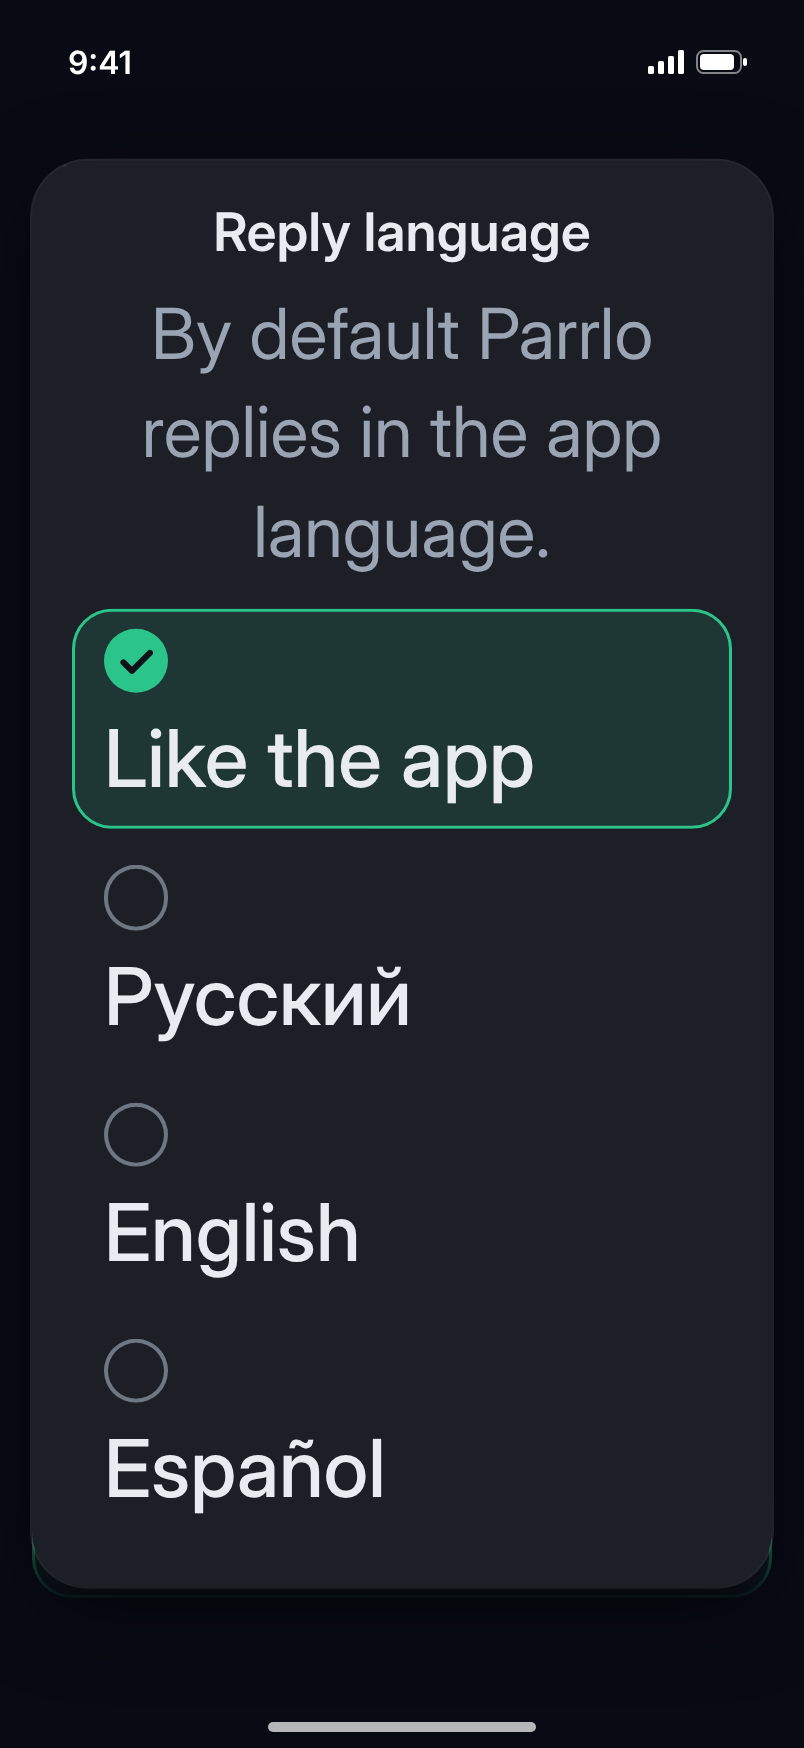 9:41
Reply language
By default Parrlo
replies in the app
language.
Like the app
Русский
English
Español